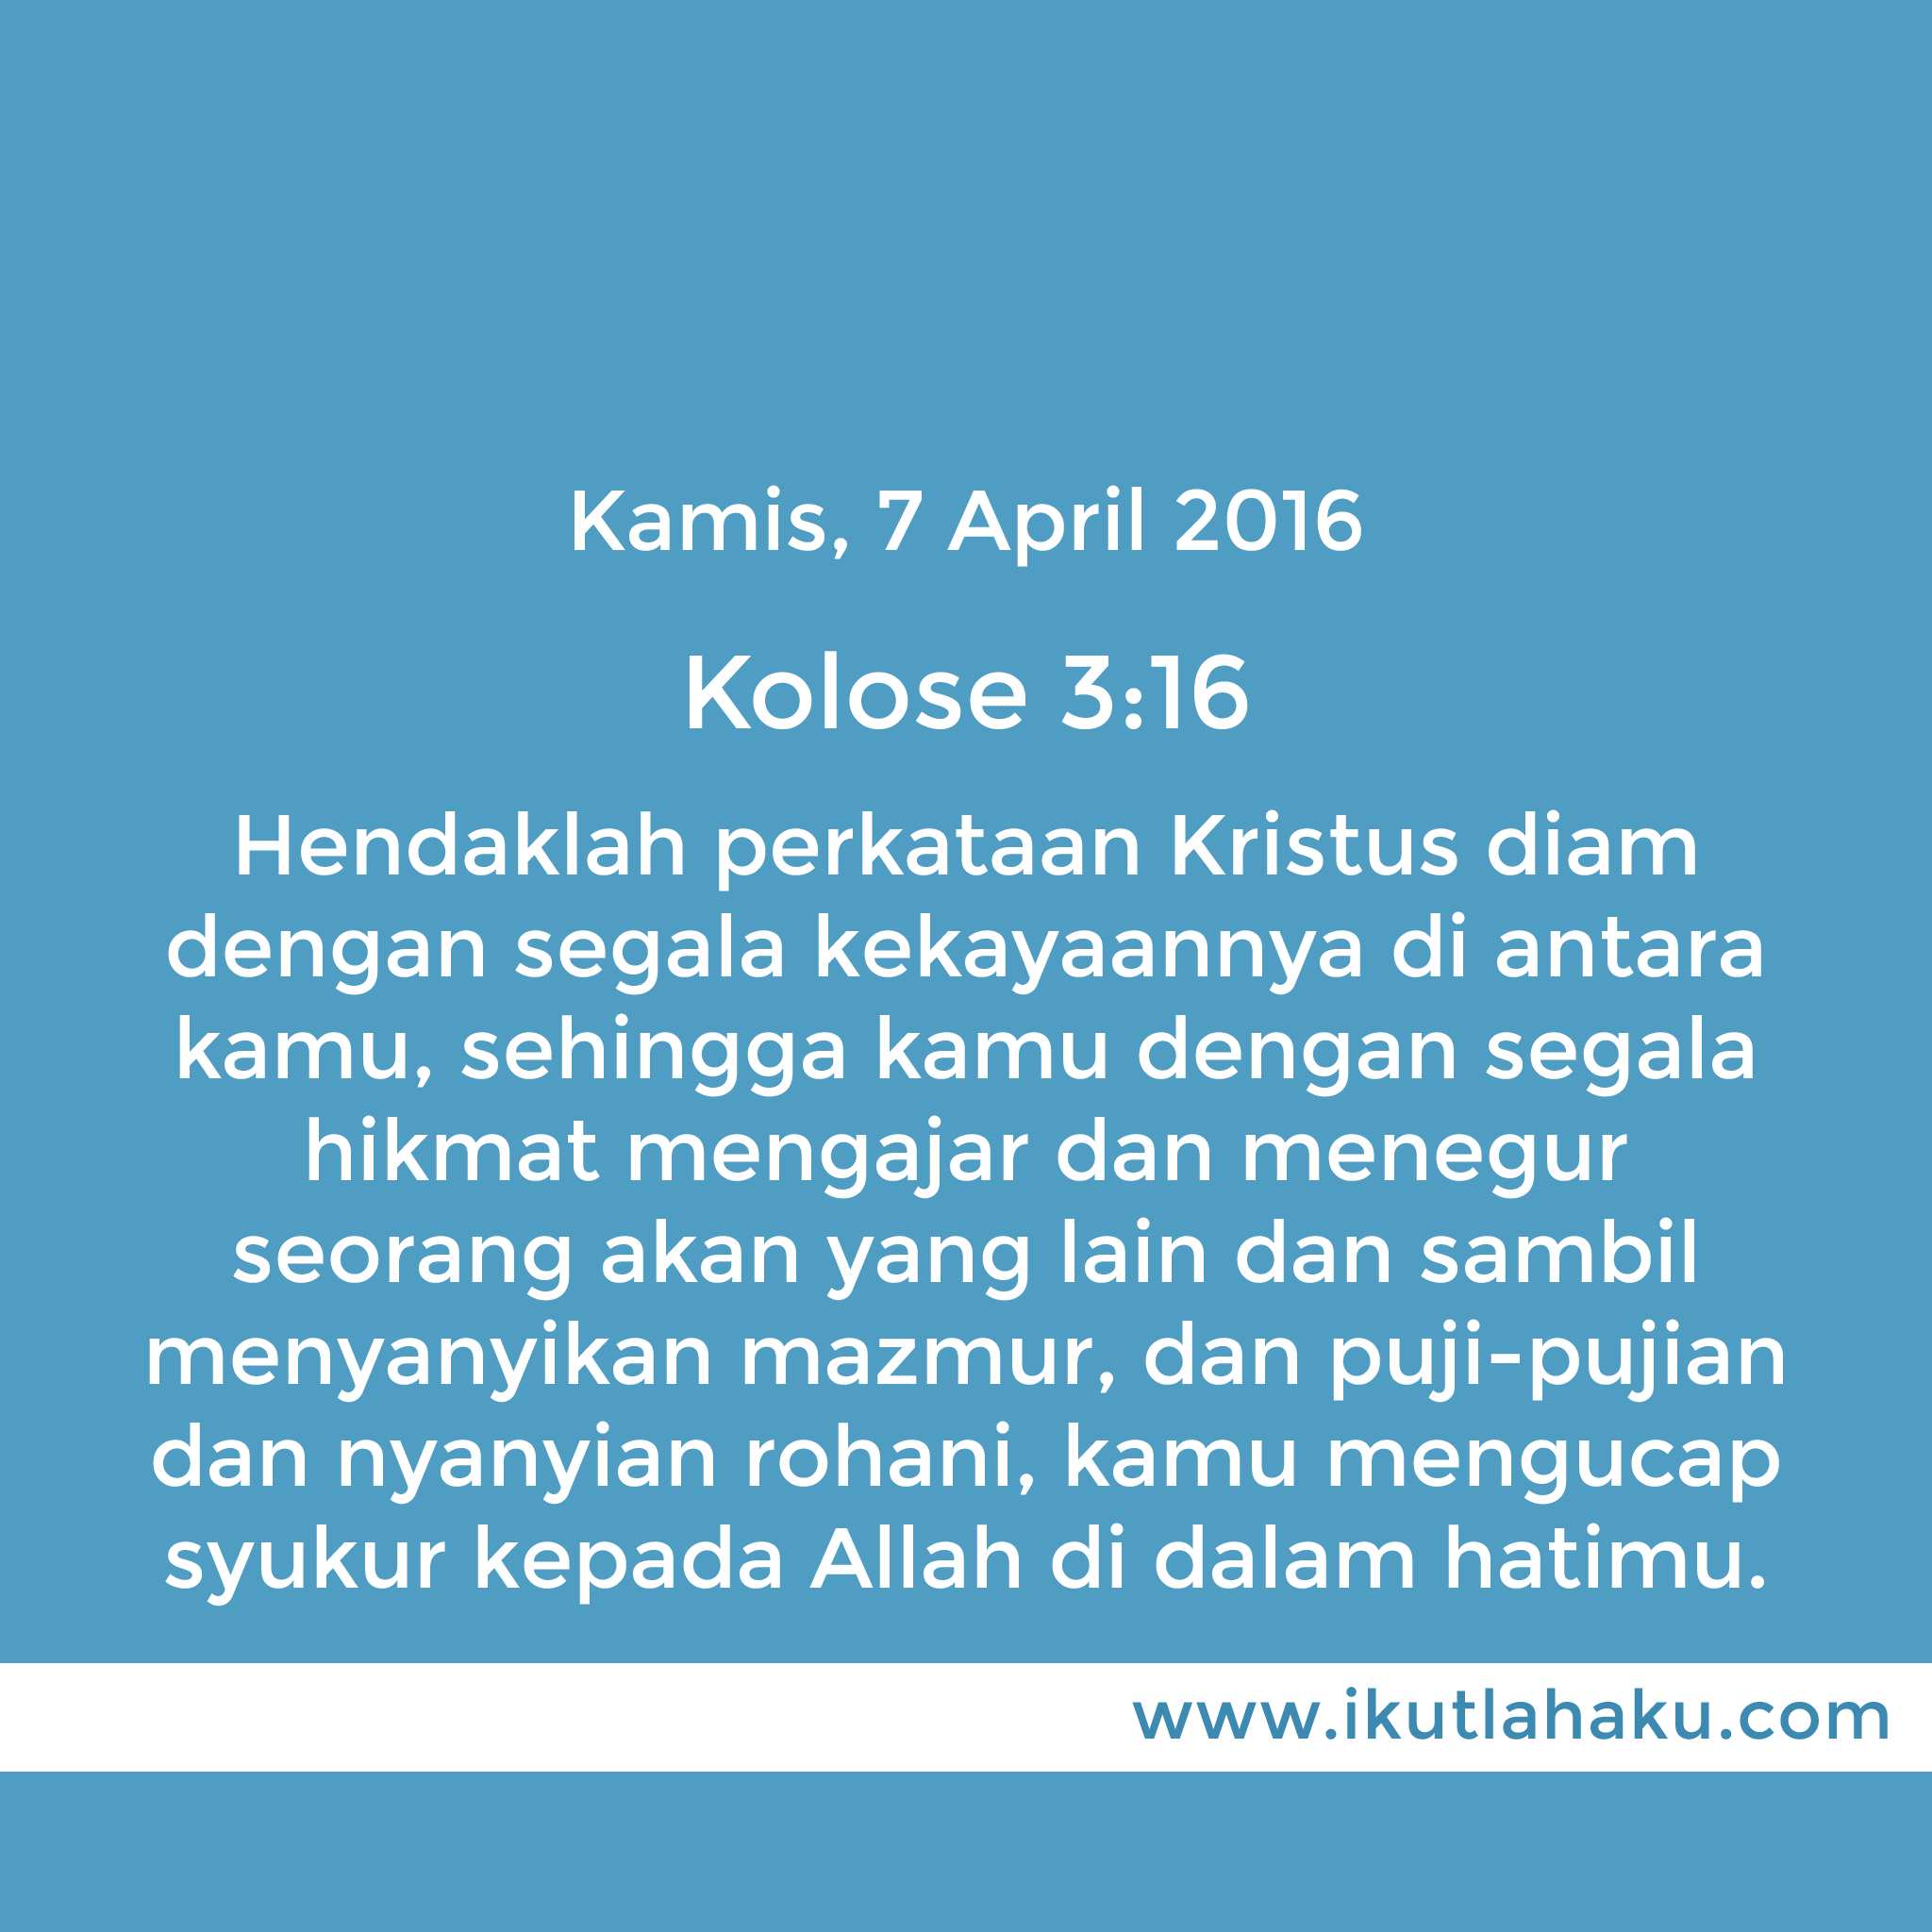 Kamis, 7 April 2016
Kolose 3:16
Hendaklah perkataan Kristus diam
dengan segala kekayaannya di antara
kamu, sehingga kamu dengan segala
hikmat mengajar dan menegur
seorang akan yang lain dan sambil
menyanyikan mazmur, dan puji-pujian
dan nyanyian rohani, kamu mengucap
syukur kepada Allah di dalam hatimu.
www.ikutlahaku.com